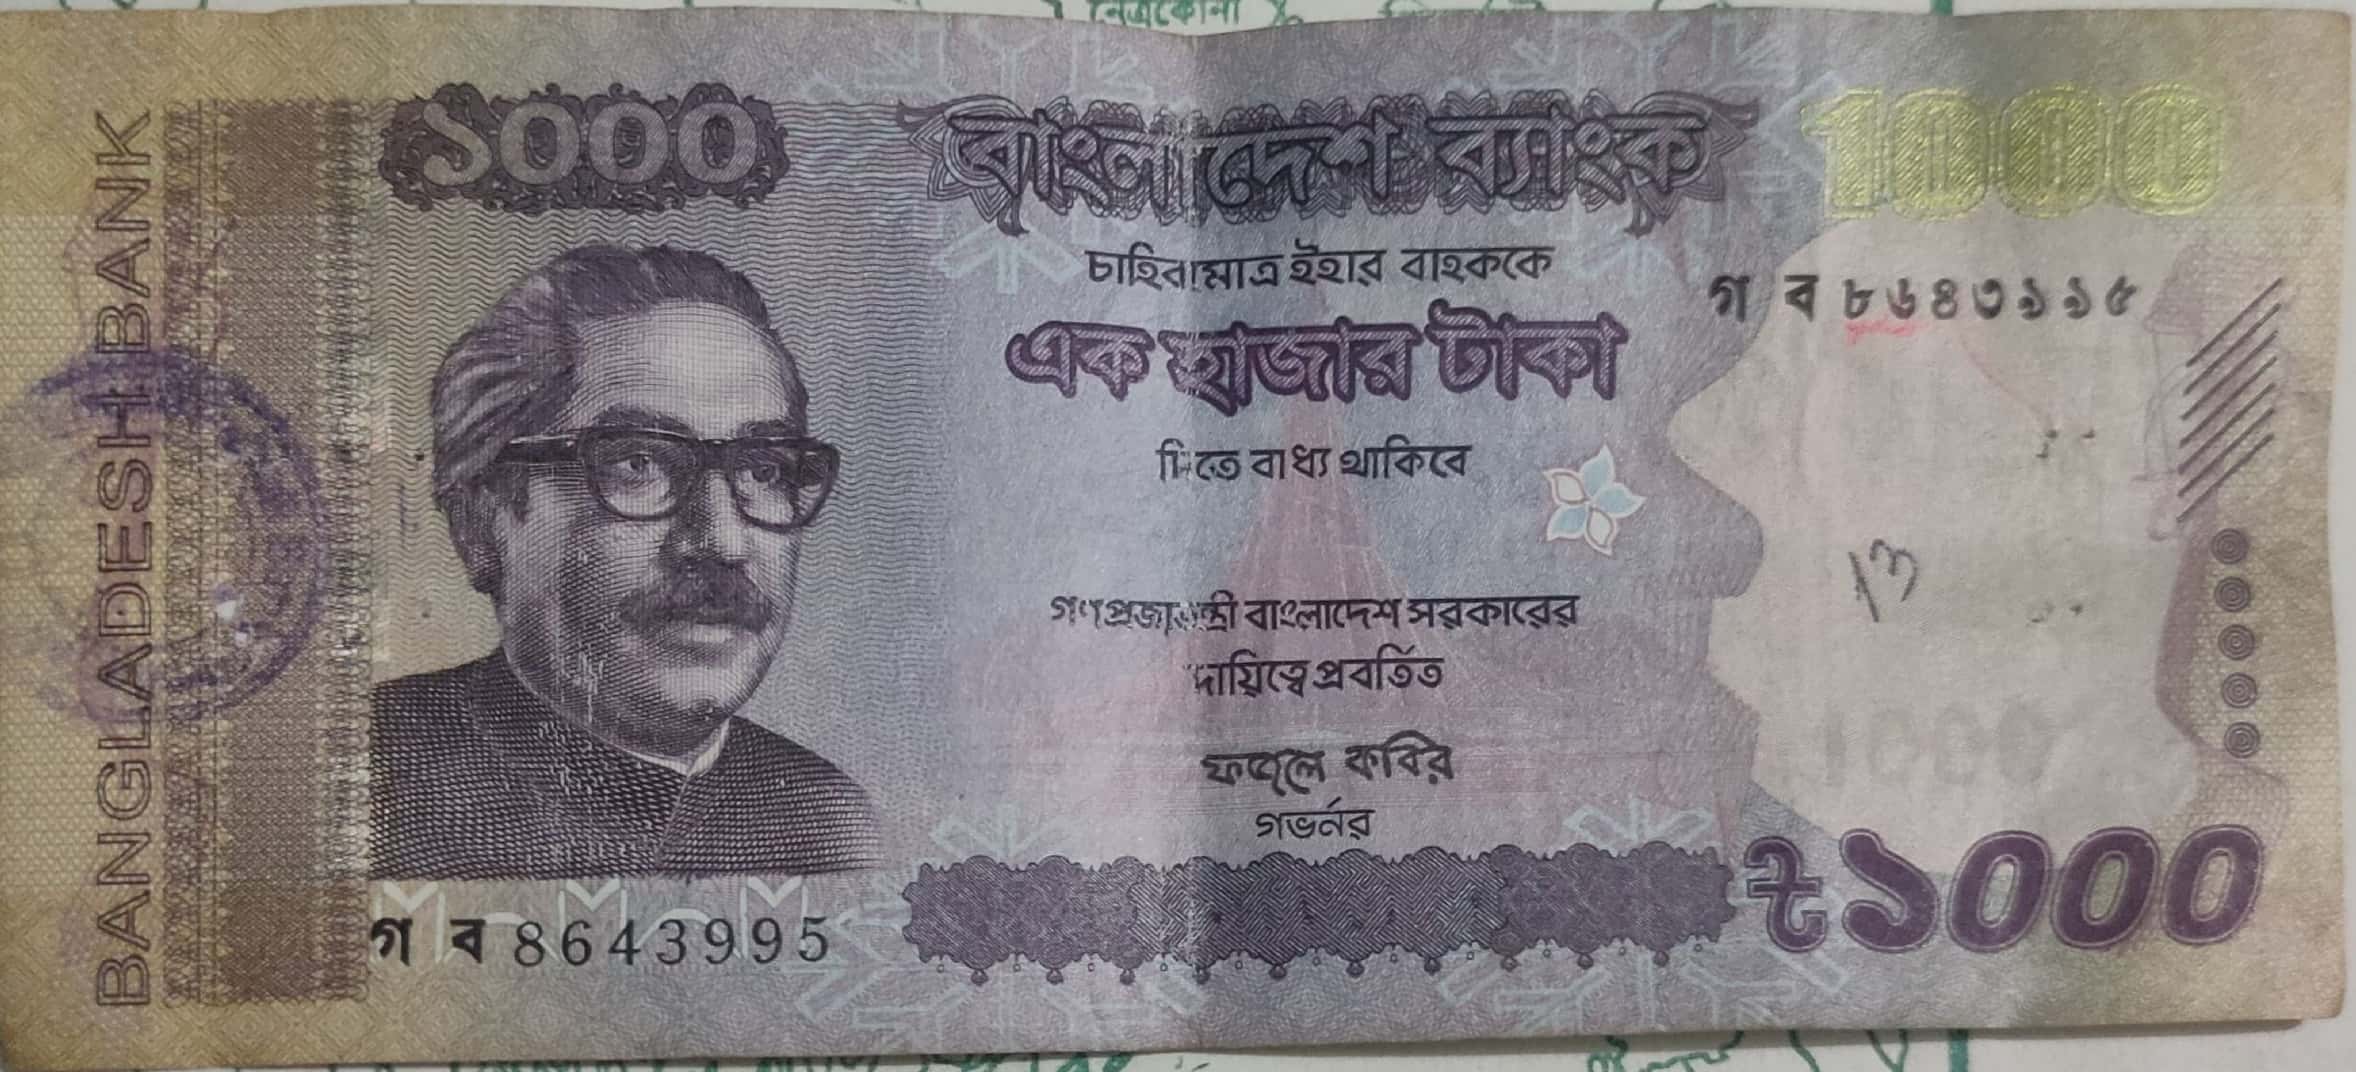 নেত্রকোনা
BANGLADESH BANK
১০০০
বাংলাদেশ ব্যাংক
1000
চাহিবামাত্র ইহার বাহককে
গ ব ৮৬৪৩৯৯৫
এক হাজার টাকা
দিতে বাধ্য থাকিবে
13
গণপ্রজাতন্ত্রী বাংলাদেশ সরকারের
দায়িত্বে প্রবর্তিত
1000
ফজলে কবির
গভর্নর
৳১০০০
গ ব 8643995